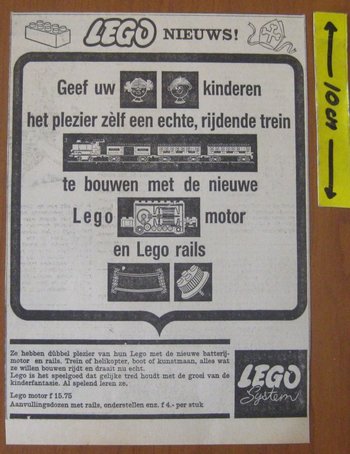 LEGO NIEUWS!
Geef uw kinderen
het plezier zèlf een echte, rijdende trein
te bouwen met de nieuwe
Lego motor
en Lego rails
Ze hebben dùbbel plezier van hun Lego met de nieuwe batterij-
motor en rails. Trein of helikopter, boot of kunstmaan, alles wat
ze willen bouwen rijdt en draait nu echt.
Lego is het speelgoed dat gelijke tred houdt met de groei van de
kinderfantasie. Al spelend leren ze.
Lego motor f 15.75
Aanvullingsdozen met rails, onderstellen enz. f 4.- per stuk
LEGO
System
10 cm